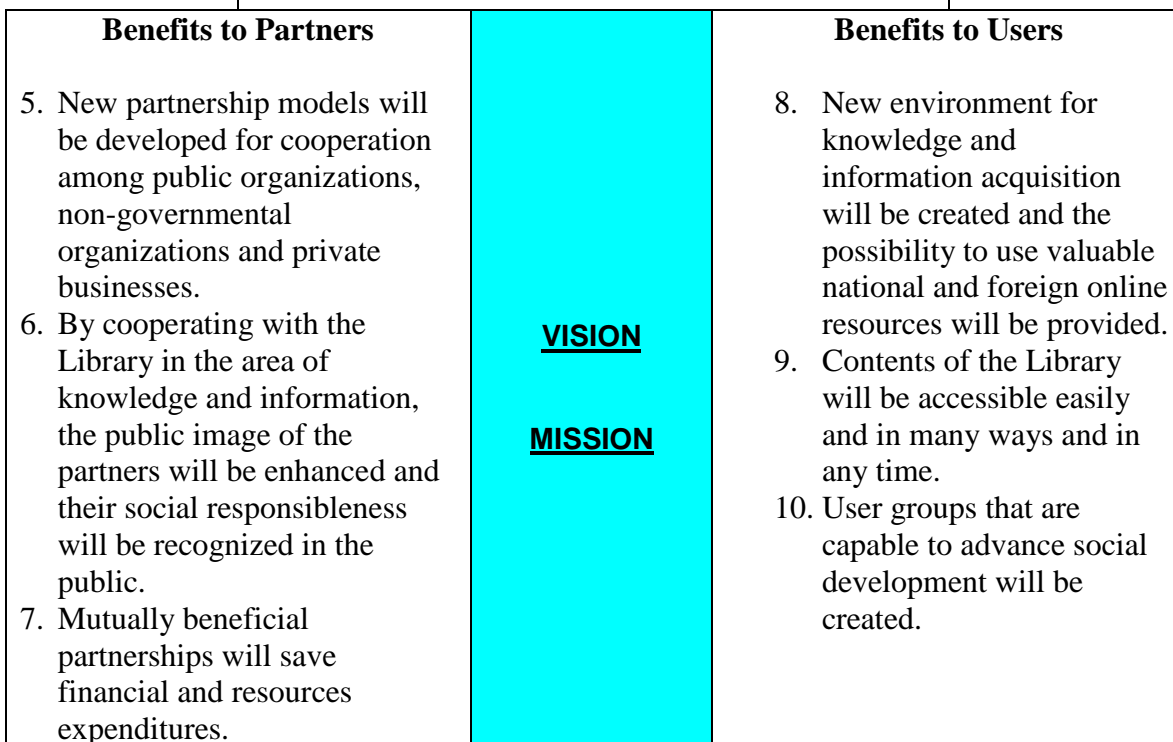 Benefits to Partners
5. New partnership models will
be developed for cooperation
among public organizations,
non-governmental
organizations and private
businesses.
6. By cooperating with the
Library in the area of
knowledge and information,
the public image of the
partners will be enhanced and
their social responsibleness
will be recognized in the
public.
7. Mutually beneficial
partnerships will save
financial and resources
expenditures.
VISION
MISSION
Benefits to Users
8. New environment for
knowledge and
information acquisition
will be created and the
possibility to use valuable
national and foreign online
resources will be provided.
9. Contents of the Library
will be accessible easily
and in many ways and in
any time.
10. User groups that are
capable to advance social
development will be
created.